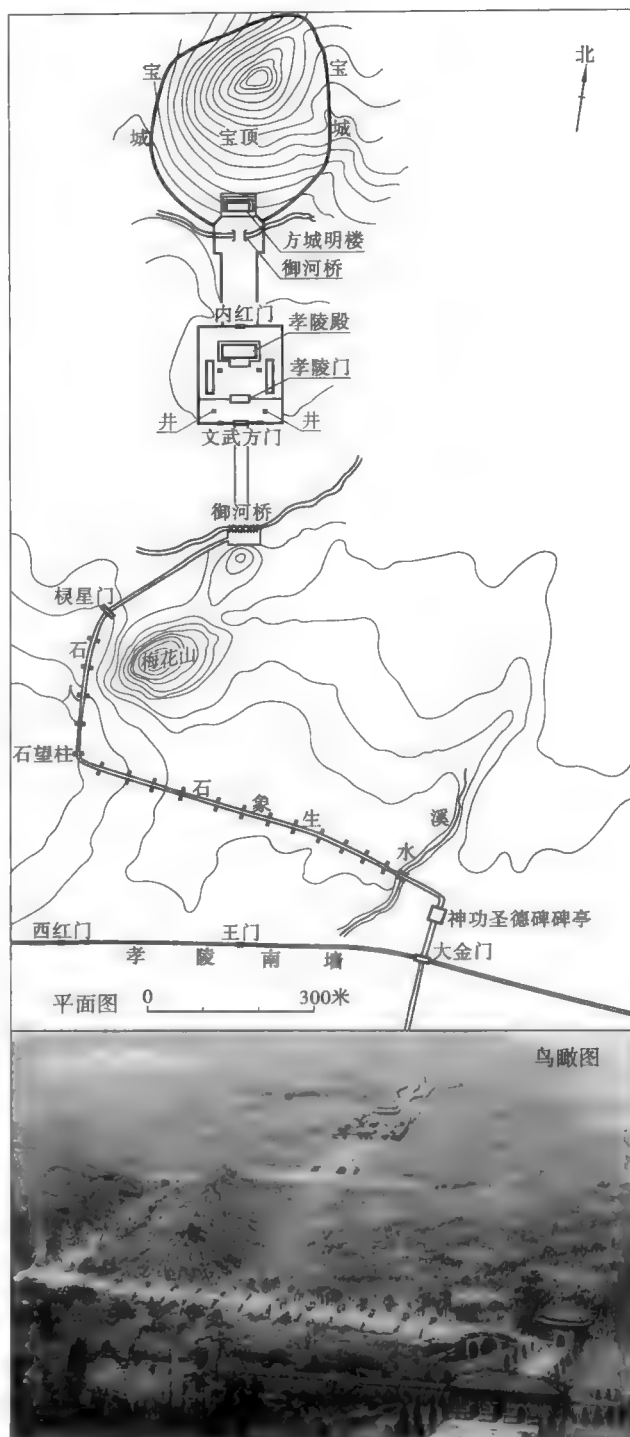 北
宝 宝
城 城
宝顶
方城明楼
御河桥
内红门
孝陵殿
孝陵门
井 井
文武方门
御河桥
棂星门
石人
梅花山
石望柱
石象生
溪水
神功圣德碑碑亭
西红门 王门
大金门
孝陵南墙
平面图 0 300米
鸟瞰图